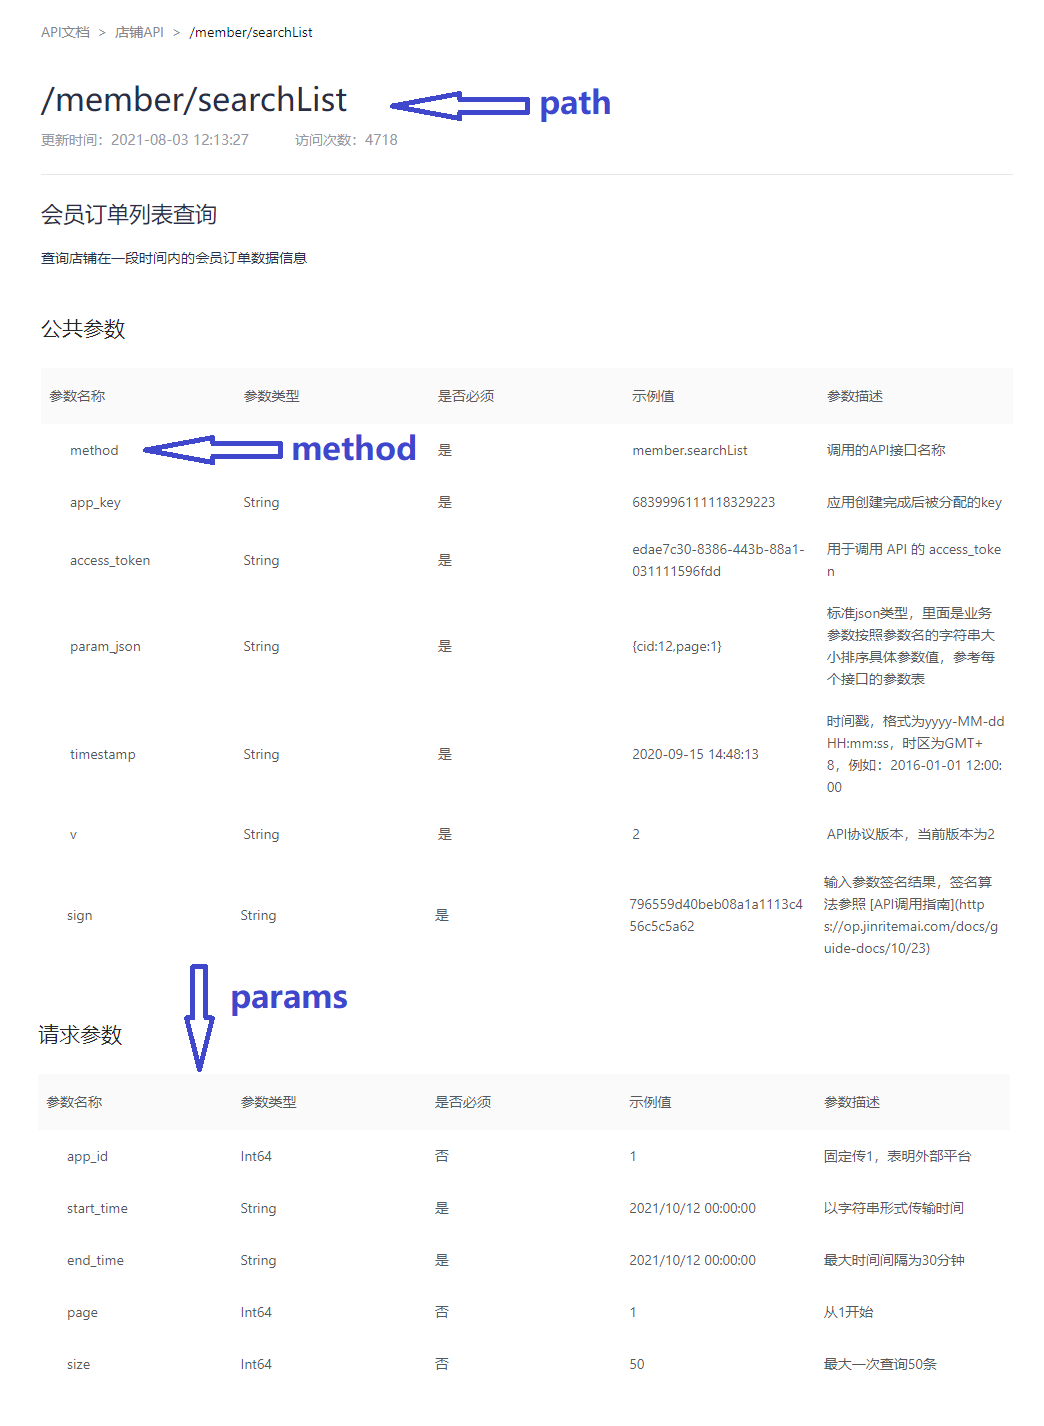 API文档 > 店铺API > /member/searchList
/member/searchList
path
更新时间：2021-08-03 12:13:27 访问次数：4718
会员订单列表查询
查询店铺在一段时间内的会员订单数据信息
公共参数
参数名称 参数类型 是否必须 示例值 参数描述
method method 是 member.searchList 调用的API接口名称
app_key String 是 6839996111118329223 应用创建完成后被分配的key
access_token String 是 edae7c30-8386-443b-88a1-
031111596fdd
用于调用 API 的 access_toke
n
param_json String 是 {cid:12,page:1}
标准json类型，里面是业务
参数按照参数名的字符串大
小排序具体参数值，参考每
个接口的参数表
timestamp String 是 2020-09-15 14:48:13
时间戳，格式为yyyy-MM-dd
HH:mm:ss，时区为GMT+
8，例如：2016-01-01 12:00:
00
v String 是 2 API协议版本，当前版本为2
sign String 是 796559d40beb08a1a1113c4
56c5c5a62
输入参数签名结果，签名算
法参照 [API调用指南](http
s://op.jinritemai.com/docs/g
uide-docs/10/23)
params
请求参数
参数名称 参数类型 是否必须 示例值 参数描述
app_id Int64 否 1 固定传1，表明外部平台
start_time String 是 2021/10/12 00:00:00 以字符串形式传输时间
end_time String 是 2021/10/12 00:00:00 最大时间间隔为30分钟
page Int64 否 1 从1开始
size Int64 否 50 最大一次查询50条